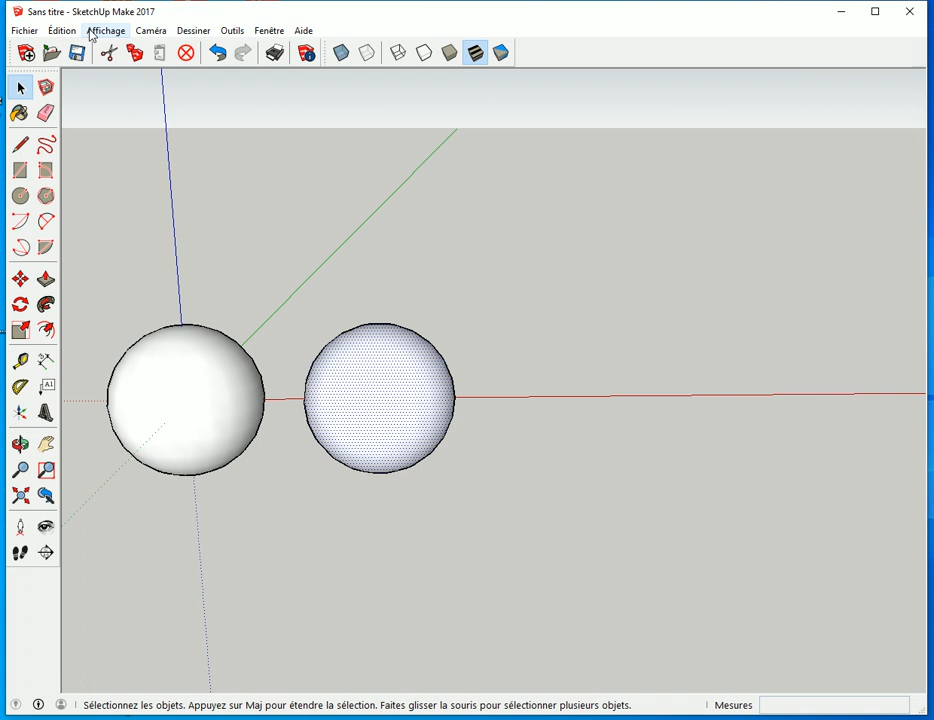 Sans titre - SketchUp Make 2017
Fichier Édition Affichage Caméra Dessiner Outils Fenêtre Aide
A1
Sélectionnez les objets. Appuyez sur Maj pour étendre la sélection. Faites glisser la souris pour sélectionner plusieurs objets. Mesures